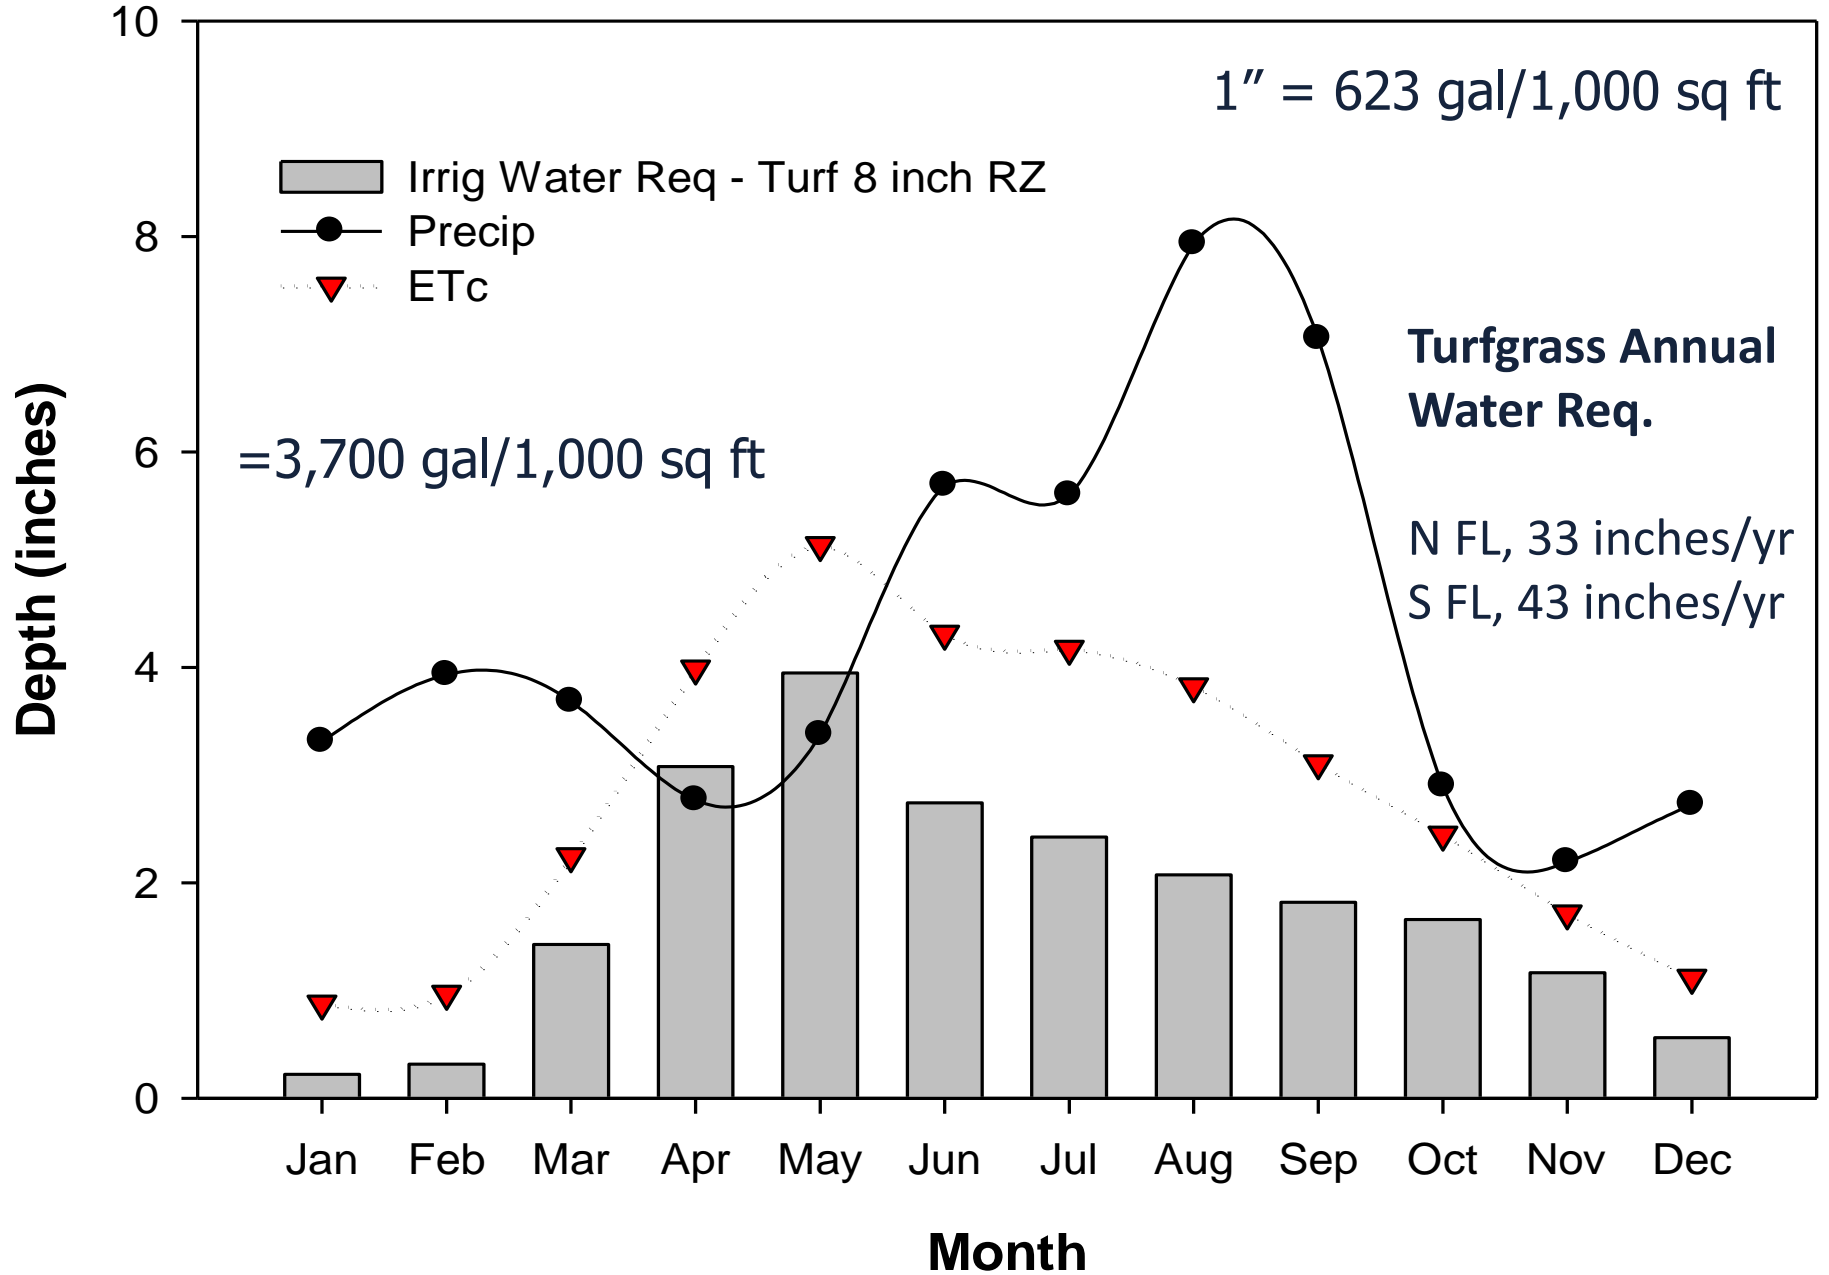 10
1″ = 623 gal/1,000 sq ft
Irrig Water Req - Turf 8 inch RZ
Precip
ETc
8
Turfgrass Annual
Water Req.
=3,700 gal/1,000 sq ft
6
N FL, 33 inches/yr
S FL, 43 inches/yr
Depth (inches)
4
2
0
Jan Feb Mar Apr May Jun Jul Aug Sep Oct Nov Dec
Month